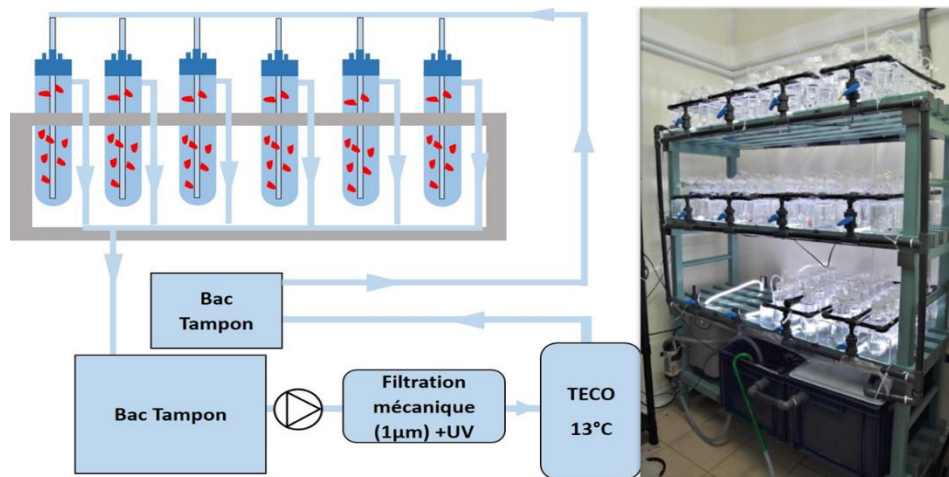 Bac
Tampon
Bac Tampon
Filtration
mécanique
(1µm) +UV
TECO
13°C